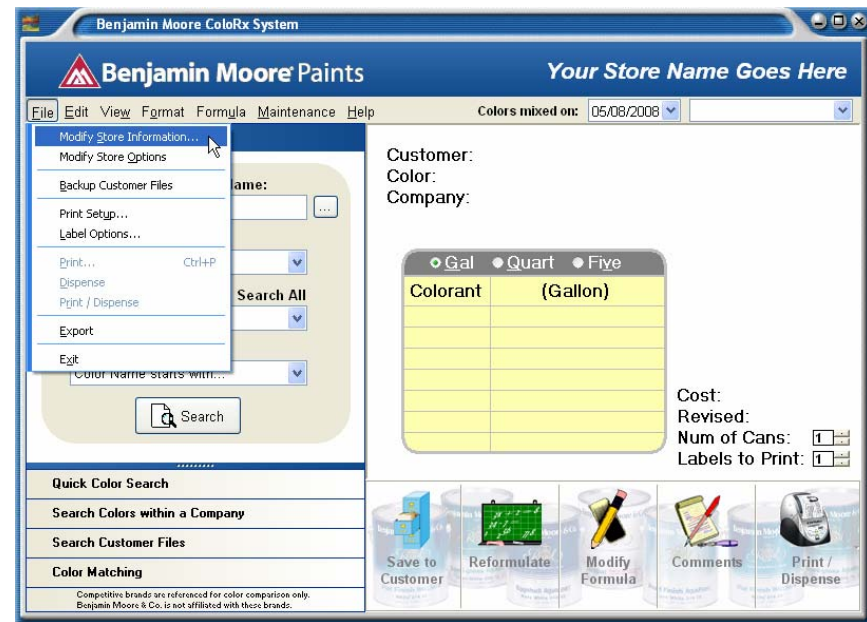 Benjamin Moore ColoRx System
Benjamin Moore Paints
Your Store Name Goes Here
File Edit View Format Formula Maintenance Help
Colors mixed on: 05/08/2008
Modify Store Information...
Modify Store Options
Backup Customer Files
Print Setup...
Label Options...
Print... Ctrl+P
Dispense
Print / Dispense
Export
Exit
ame:
...
Search All
Color Name starts with...
Search
Quick Color Search
Search Colors within a Company
Search Customer Files
Color Matching
Competitive brands are referenced for color comparison only.
Benjamin Moore & Co. is not affiliated with these brands.
Customer:
Color:
Company:
Gal Quart Five
Colorant (Gallon)
Cost:
Revised:
Num of Cans: 1
Labels to Print: 1
Save to Customer
Reformulate
Modify Formula
Comments
Print / Dispense